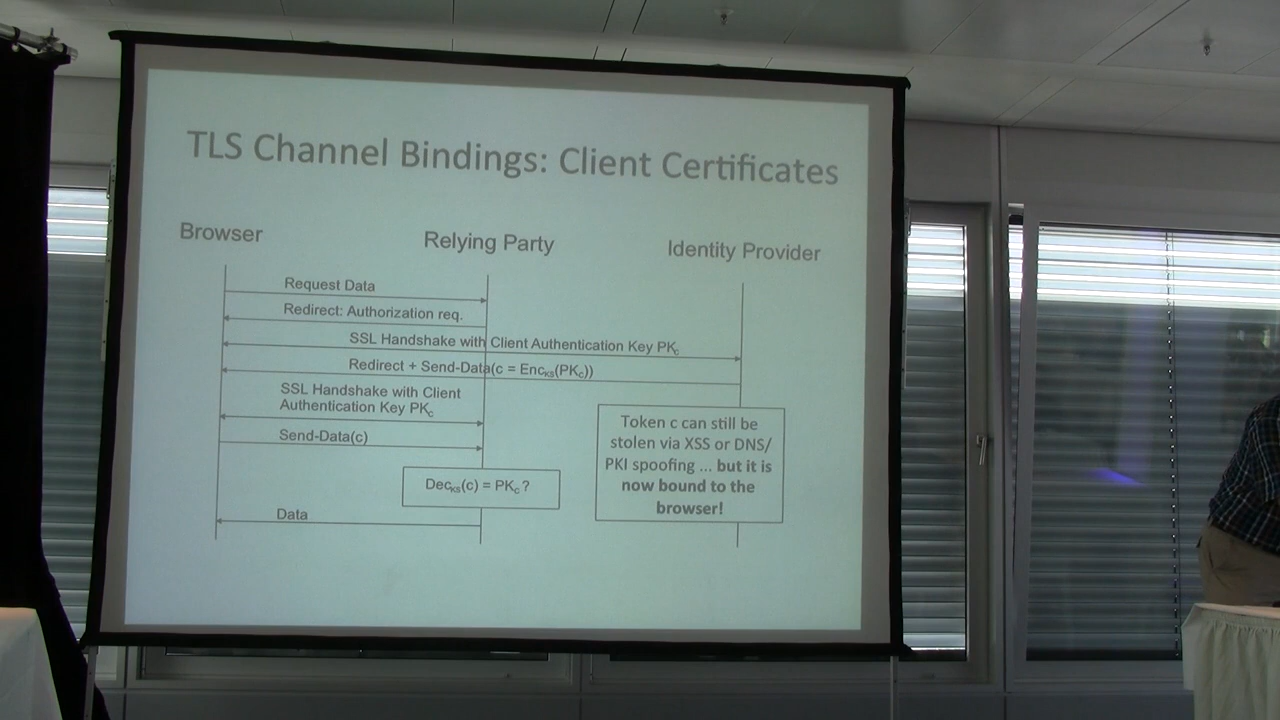 TLS Channel Bindings: Client Certificates
Browser
Relying Party
Identity Provider
Request Data
Redirect: Authorization req.
SSL Handshake with Client Authentication Key PKc
Redirect + Send-Data(c = EncKS(PKc))
SSL Handshake with Client
Authentication Key PKc
Send-Data(c)
DecKS(c) = PKc ?
Data
Token c can still be
stolen via XSS or DNS/
PKI spoofing ... but it is
now bound to the
browser!